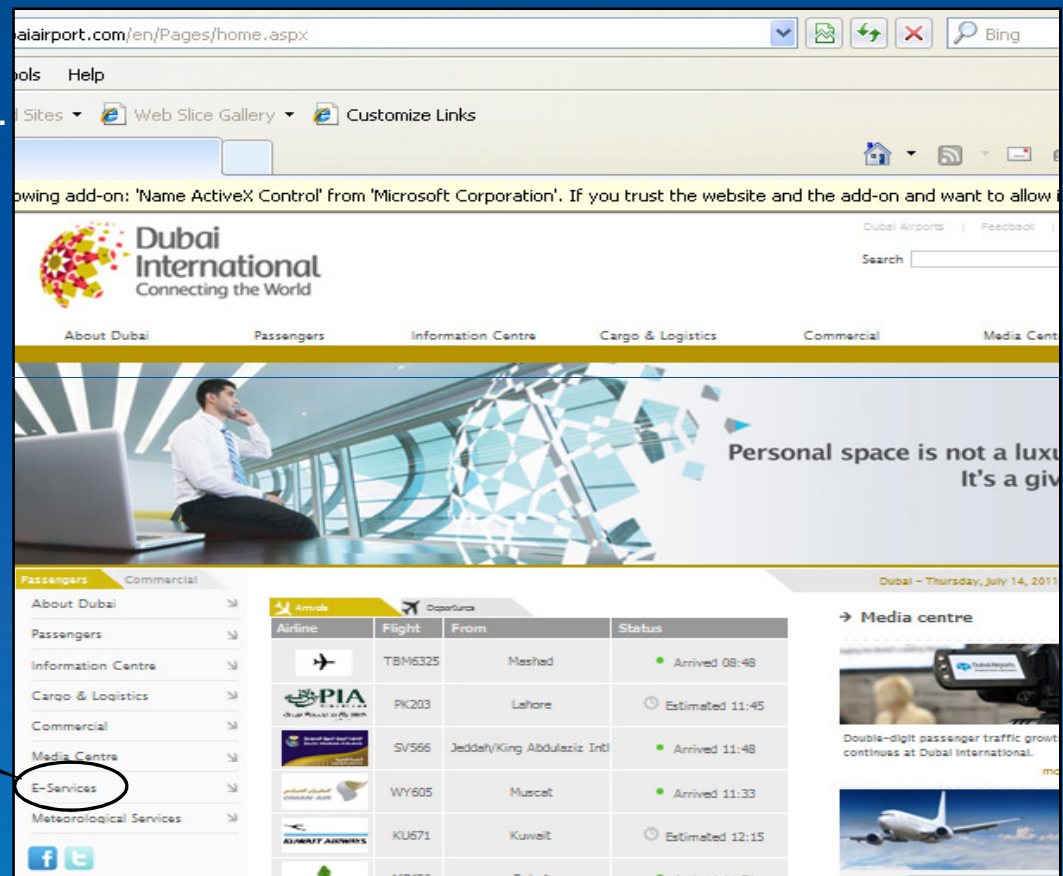 aiairport.com/en/Pages/home.aspx
Bing
ols Help
Sites Web Slice Gallery Customize Links
owing add-on: 'Name ActiveX Control' from 'Microsoft Corporation'. If you trust the website and the add-on and want to allow
Dubai Airports | Feedback |
Dubai
International
Connecting the World
Search
About Dubai Passengers Information Centre Cargo & Logistics Commercial Media Cent
Personal space is not a luxu
It's a giv
Passengers Commercial
Dubai - Thursday, July 14, 2011
About Dubai
Passengers
Information Centre
Cargo & Logistics
Commercial
Media Centre
E-Services
Meteorological Services
Arrivals Departures
Airline Flight From Status
TBM6325 Mashad Arrived 08:48
PIA PK203 Lahore Estimated 11:45
SV566 Jeddah/King Abdulaziz Intl Arrived 11:48
OMAN AIR WY605 Muscat Arrived 11:33
KUWAIT AIRWAYS KU671 Kuwait Estimated 12:15
Media centre
Dubai Airports
Double-digit passenger traffic growt
continues at Dubai International.
mo